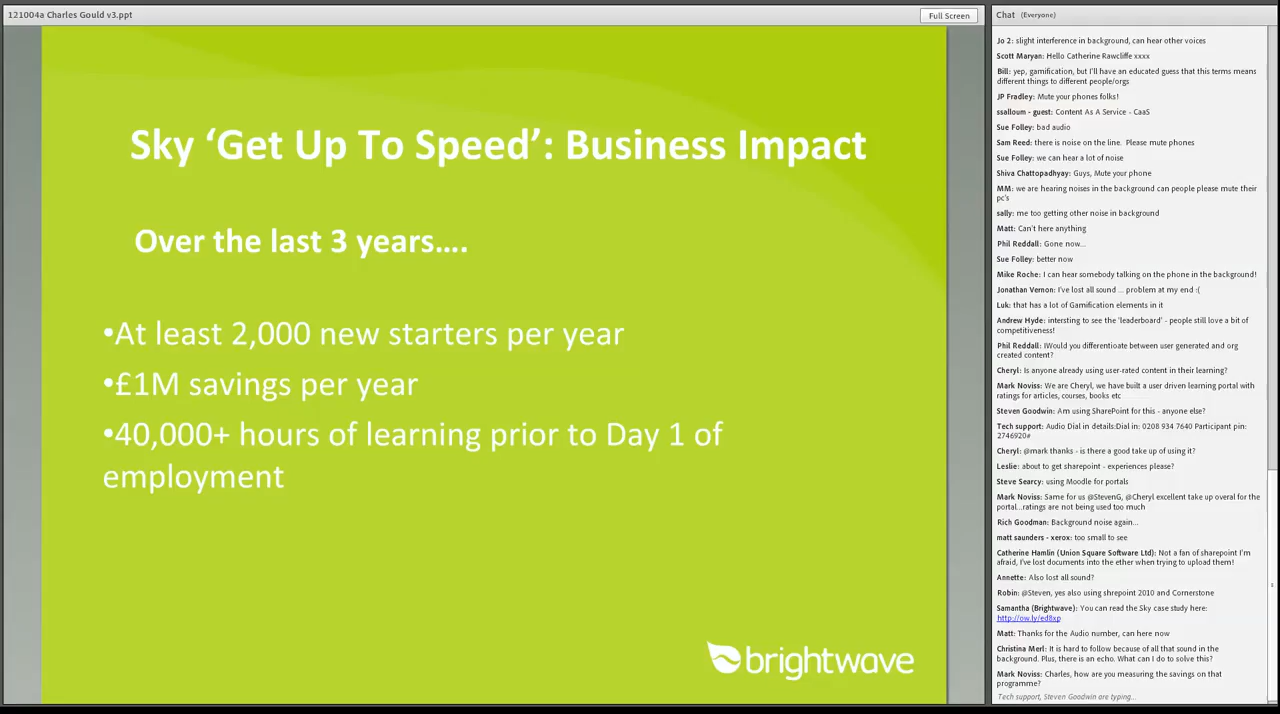 121004a Charles Gould v3.ppt
Full Screen
Sky ‘Get Up To Speed’: Business Impact
Over the last 3 years....
•At least 2,000 new starters per year
•£1M savings per year
•40,000+ hours of learning prior to Day 1 of
employment
brightwave
Chat (Everyone)
Jo 2: slight interference in background, can hear other voices
Scott Maryan: Hello Catherine Rawcliffe xxxx
Bill: yep, gamification, but I'll have an educated guess that this terms means
different things to different people/orgs
JP Fradley: Mute your phones folks!
ssalloum - guest: Content As A Service - CaaS
Sue Folley: bad audio
Sam Reed: there is noise on the line. Please mute phones
Sue Folley: we can hear a lot of noise
Shiva Chattopadhyay: Guys, Mute your phone
MM: we are hearing noises in the background can people please mute their
pc's
sally: me too getting other noise in background
Matt: Can't here anything
Phil Reddall: Gone now...
Sue Folley: better now
Mike Roche: I can hear somebody talking on the phone in the background!
Jonathan Vernon: I've lost all sound ... problem at my end :(
Luk: that has a lot of Gamification elements in it
Andrew Hyde: intersting to see the 'leaderboard' - people still love a bit of
competitiveness!
Phil Reddall: IWould you differentioate between user generated and org
created content?
Cheryl: Is anyone already using user-rated content in their learning?
Mark Noviss: We are Cheryl, we have built a user driven learning portal with
ratings for articles, courses, books etc
Steven Goodwin: Am using SharePoint for this - anyone else?
Tech support: Audio Dial in details:Dial in: 0208 934 7640 Participant pin:
2746920#
Cheryl: @mark thanks - is there a good take up of using it?
Leslie: about to get sharepoint - experiences please?
Steve Searcy: using Moodle for portals
Mark Noviss: Same for us @StevenG, @Cheryl excellent take up overal for the
portal...ratings are not being used too much
Rich Goodman: Background noise again...
matt saunders - xerox: too small to see
Catherine Hamlin (Union Square Software Ltd): Not a fan of sharepoint I'm
afraid, I've lost documents into the ether when trying to upload them!
Annette: Also lost all sound?
Robin: @Steven, yes also using shrepoint 2010 and Cornerstone
Samantha (Brightwave): You can read the Sky case study here:
http://ow.ly/ed8xp
Matt: Thanks for the Audio number, can here now
Christina Merl: It is hard to follow because of all that sound in the
background. Plus, there is an echo. What can I do to solve this?
Mark Noviss: Charles, how are you measuring the savings on that
programme?
Tech support, Steven Goodwin are typing...